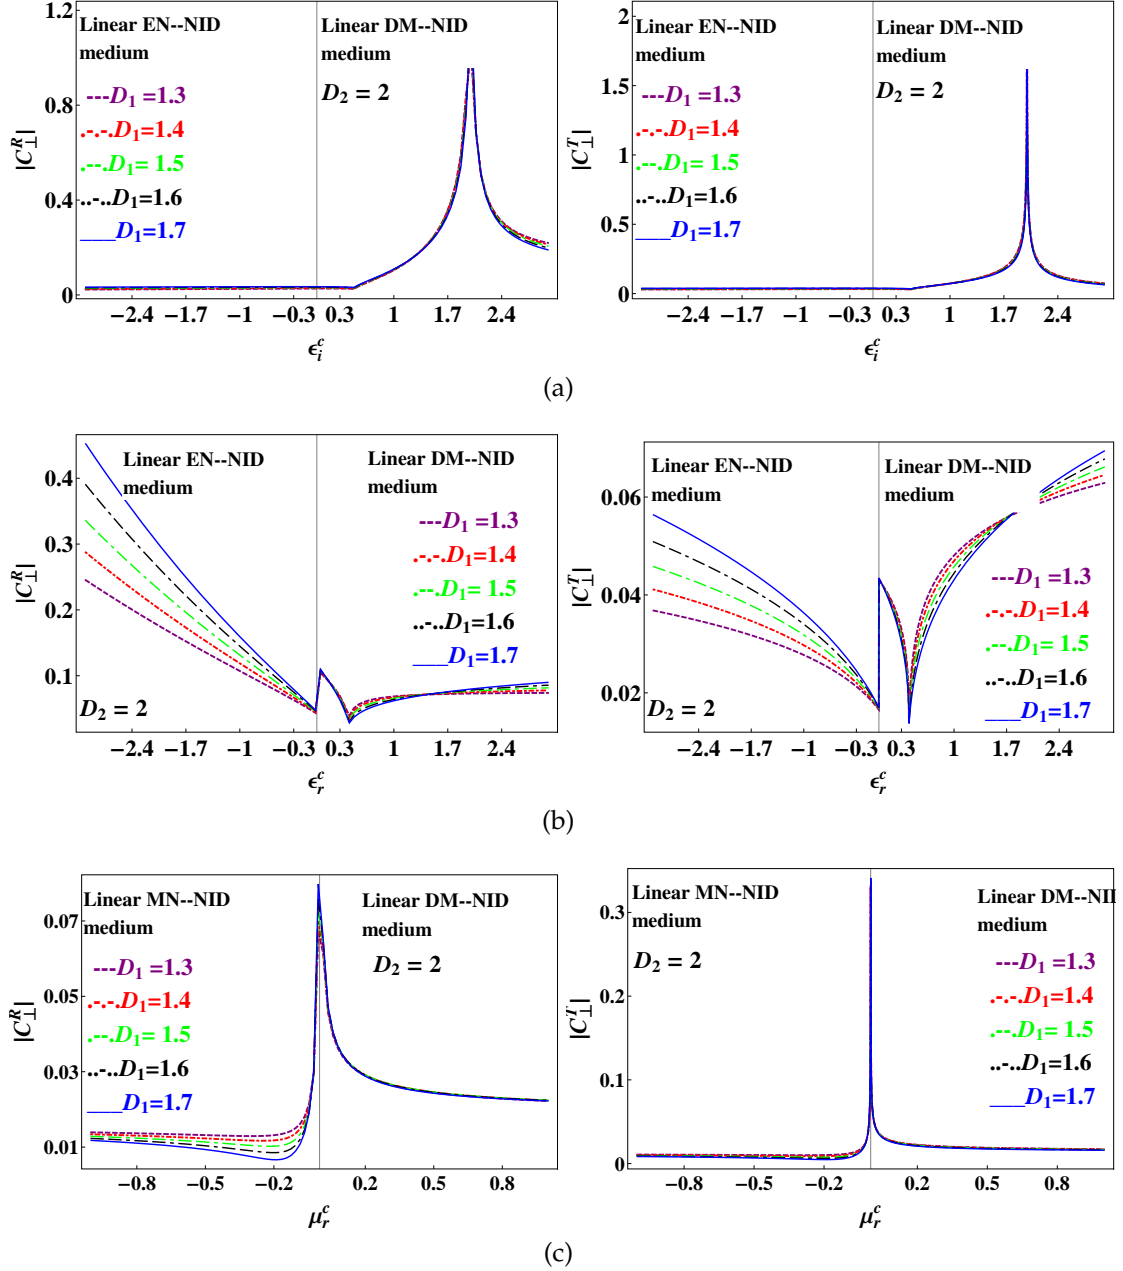 1.2
Linear EN--NID
medium
Linear DM--NID
medium
D₂ = 2
---D₁ =1.3
.-.-.D₁=1.4
.--.D₁= 1.5
..-..D₁=1.6
___D₁=1.7
0.8
0.4
0
|C⊥ᴿ|
−2.4 −1.7 −1 −0.3 0.3 1 1.7 2.4
ϵᵢᶜ
2
Linear EN--NID
medium
Linear DM--NID
medium
D₂ = 2
---D₁ =1.3
.-.-.D₁=1.4
.--.D₁= 1.5
..-..D₁=1.6
___D₁=1.7
1.5
1
0.5
0
|C⊥ᵀ|
−2.4 −1.7 −1 −0.3 0.3 1 1.7 2.4
ϵᵢᶜ
(a)
0.4
0.3
0.2
0.1
|C⊥ᴿ|
Linear EN--NID
medium
Linear DM--NID
medium
---D₁ =1.3
.-.-.D₁=1.4
.--.D₁= 1.5
..-..D₁=1.6
___D₁=1.7
D₂ = 2
−2.4 −1.7 −1 −0.3 0.3 1 1.7 2.4
ϵᵣᶜ
0.06
0.04
0.02
|C⊥ᵀ|
Linear EN--NID
medium
Linear DM--NID
medium
---D₁ =1.3
.-.-.D₁=1.4
.--.D₁= 1.5
..-..D₁=1.6
___D₁=1.7
D₂ = 2
−2.4 −1.7 −1 −0.3 0.3 1 1.7 2.4
ϵᵣᶜ
(b)
0.07
0.05
0.03
0.01
|C⊥ᴿ|
Linear MN--NID
medium
Linear DM--NID
medium
D₂ = 2
---D₁ =1.3
.-.-.D₁=1.4
.--.D₁= 1.5
..-..D₁=1.6
___D₁=1.7
−0.8 −0.5 −0.2 0.2 0.5 0.8
μᵣᶜ
0.3
0.2
0.1
0
|C⊥ᵀ|
Linear MN--NID
medium
D₂ = 2
Linear DM--NII
medium
---D₁ =1.3
.-.-.D₁=1.4
.--.D₁= 1.5
..-..D₁=1.6
___D₁=1.7
−0.8 −0.5 −0.2 0.2 0.5 0.8
μᵣᶜ
(c)